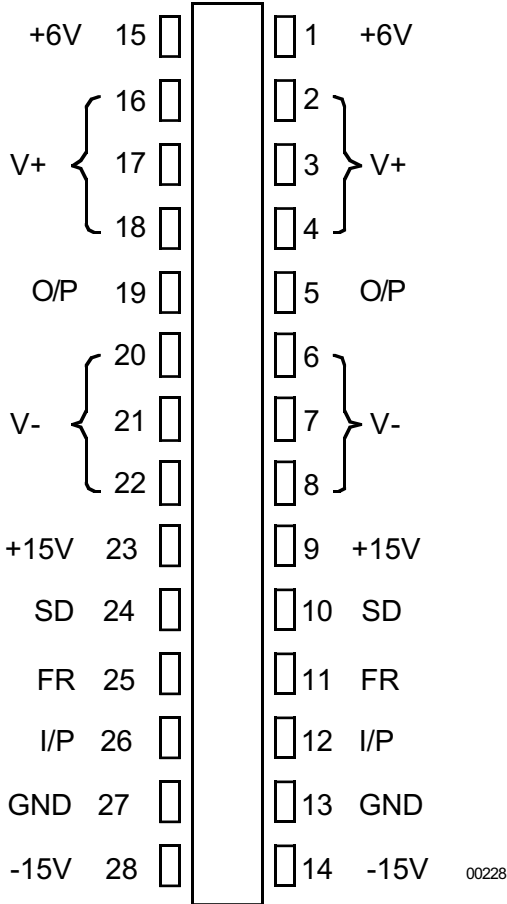 +6V 15 1 +6V
16 2
V+ 17 3 V+
18 4
O/P 19 5 O/P
20 6
V- 21 7 V-
22 8
+15V 23 9 +15V
SD 24 10 SD
FR 25 11 FR
I/P 26 12 I/P
GND 27 13 GND
-15V 28 14 -15V 00228